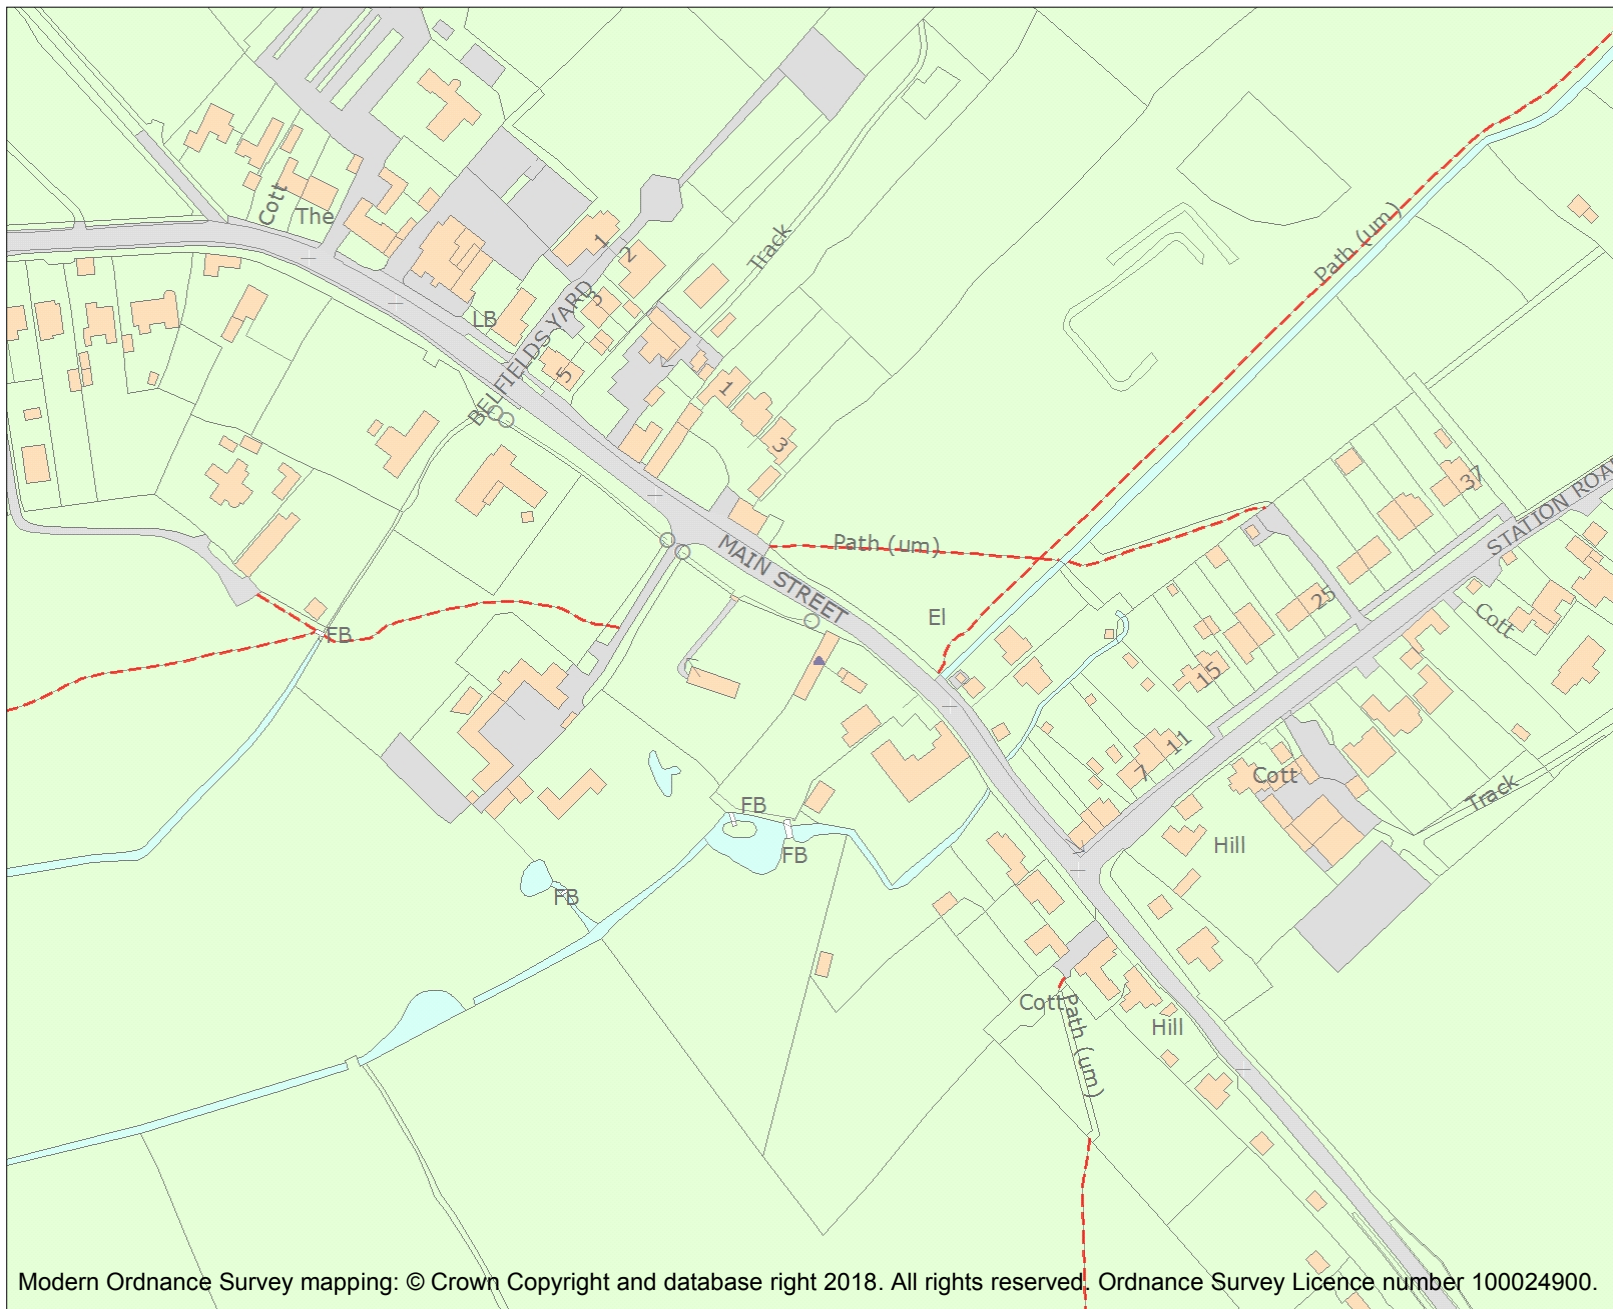 Cott
The
Track
Path (um)
1
2
3
LB
BELFIELDS YARD
5
1
3
37
STATION ROA
MAIN STREET
Path (um)
25
El
Cott
FB
15
11
7
Cott
Track
FB
FB
Hill
FB
Cott
Path (um)
Hill
Modern Ordnance Survey mapping: © Crown Copyright and database right 2018. All rights reserved. Ordnance Survey Licence number 100024900.